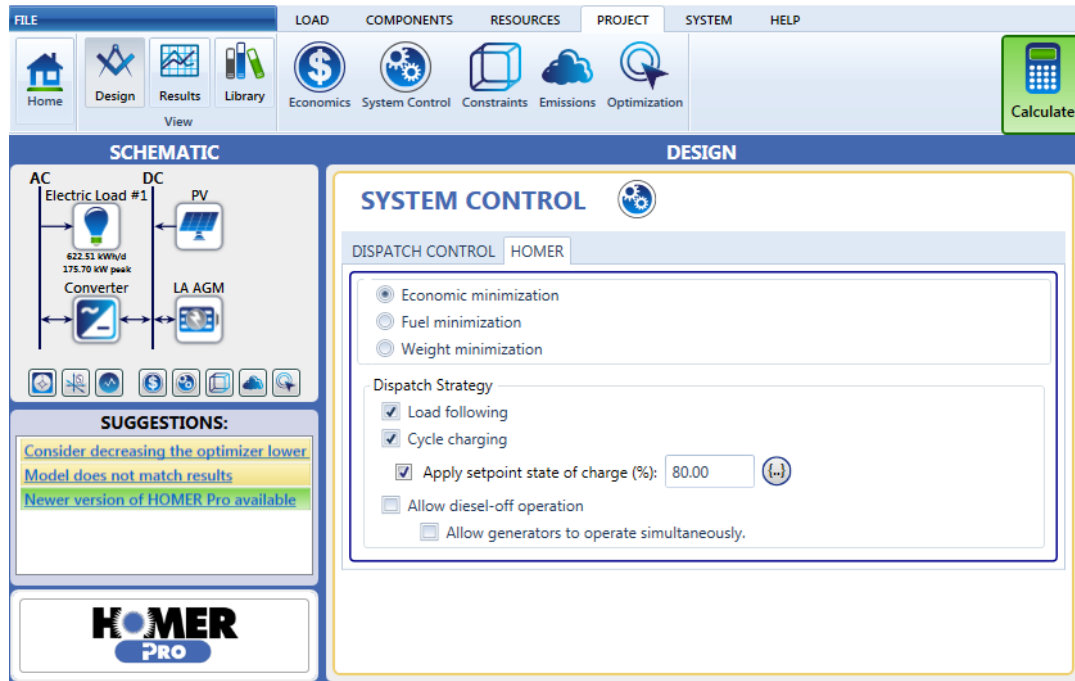 FILE LOAD COMPONENTS RESOURCES PROJECT SYSTEM HELP
Home Design Results Library Economics System Control Constraints Emissions Optimization Calculate
View
SCHEMATIC
AC DC
Electric Load #1 PV
622.51 kWh/d
175.70 kW peak
Converter LA AGM
SUGGESTIONS:
Consider decreasing the optimizer lower
Model does not match results
Newer version of HOMER Pro available
HOMER
PRO
DESIGN
SYSTEM CONTROL
DISPATCH CONTROL HOMER
Economic minimization
Fuel minimization
Weight minimization
Dispatch Strategy
Load following
Cycle charging
Apply setpoint state of charge (%): 80.00 {..}
Allow diesel-off operation
Allow generators to operate simultaneously.